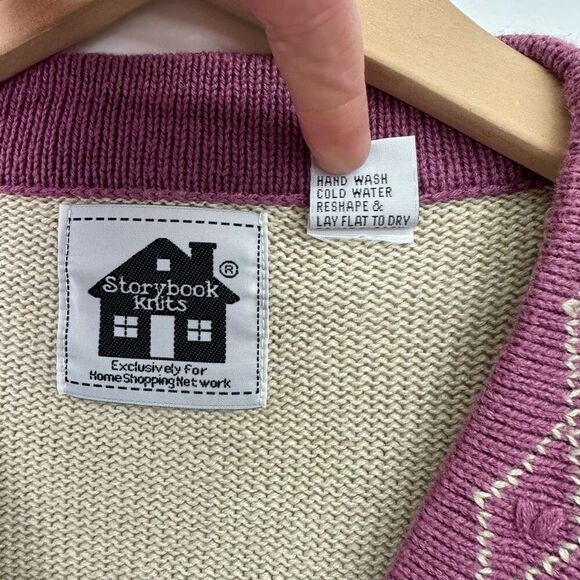 Storybook
knits
®
Exclusively for
Home Shopping Network
HAND WASH
COLD WATER
RESHAPE &
LAY FLAT TO DRY